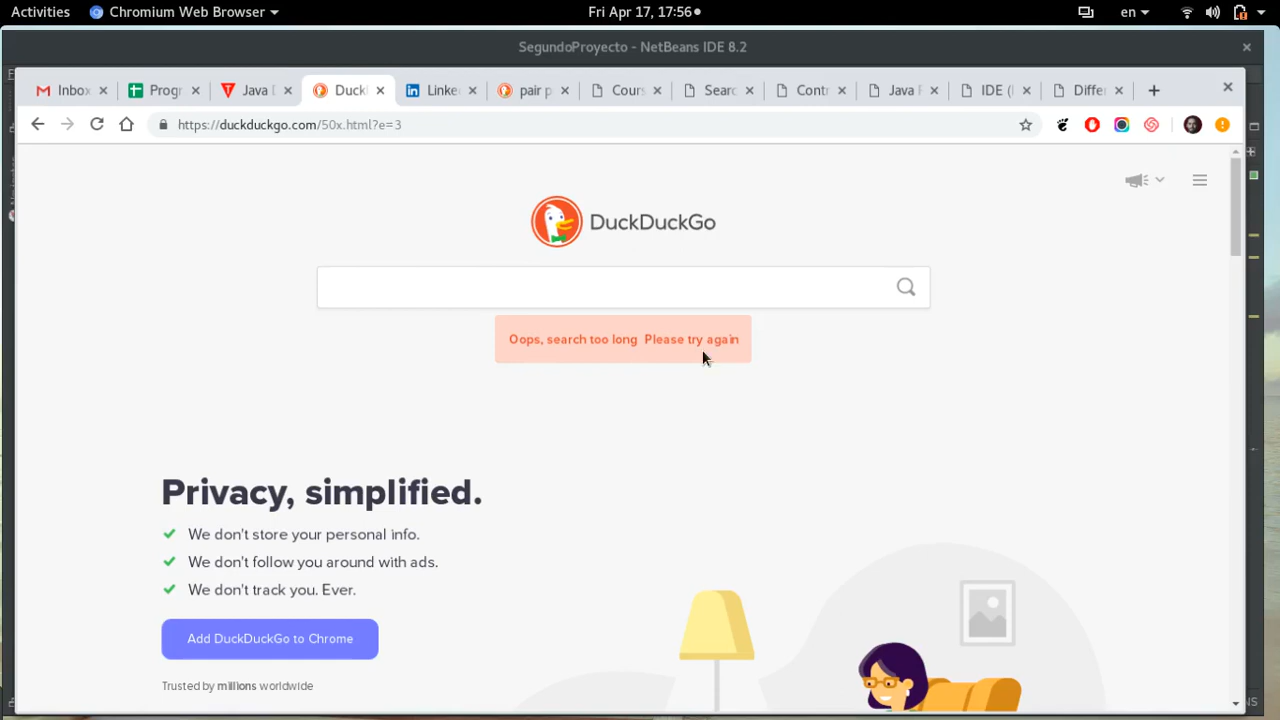 Activities Chromium Web Browser Fri Apr 17, 17:56 en
SegundoProyecto - NetBeans IDE 8.2
Inbox Progr Java D Duck Linke pair p Cours Searc Contr Java F IDE ( Differ
https://duckduckgo.com/50x.html?e=3
DuckDuckGo
Oops, search too long Please try again
Privacy, simplified.
We don't store your personal info.
We don't follow you around with ads.
We don't track you. Ever.
Add DuckDuckGo to Chrome
Trusted by millions worldwide